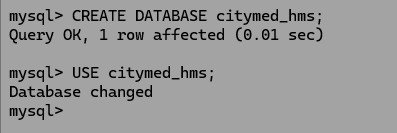 mysql> CREATE DATABASE citymed_hms;
Query OK, 1 row affected (0.01 sec)

mysql> USE citymed_hms;
Database changed
mysql>